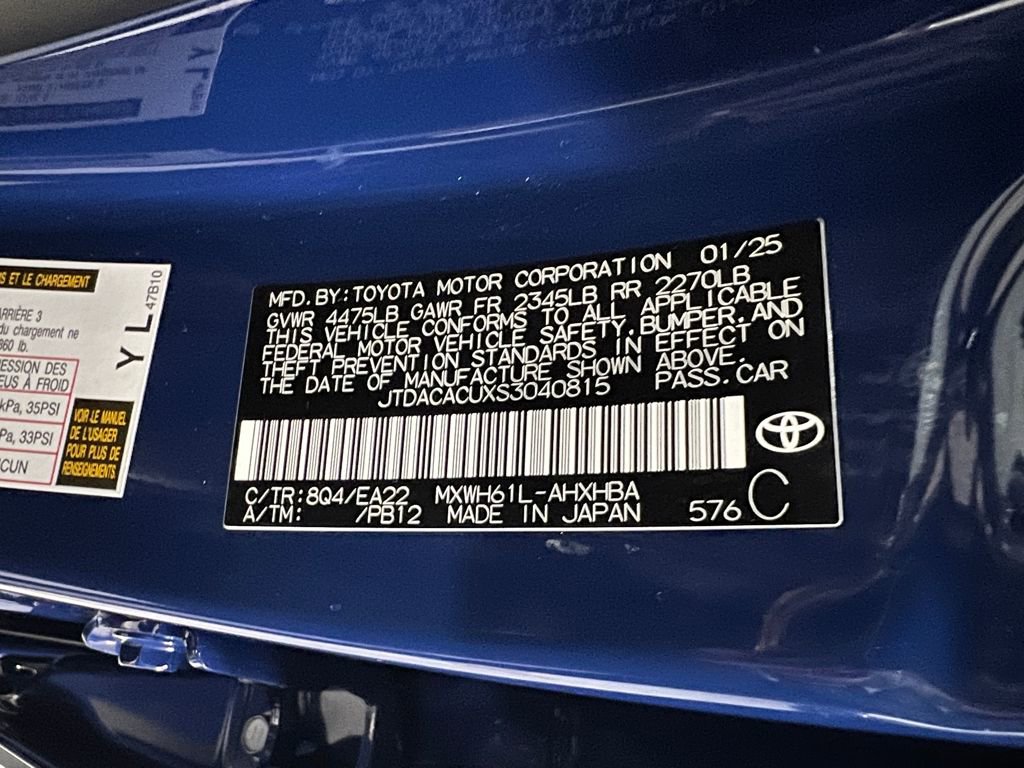 MFD. BY: TOYOTA MOTOR CORPORATION 01/25
GVWR 4475LB GAWR FR 2345LB RR 2270LB
THIS VEHICLE CONFORMS TO ALL APPLICABLE
FEDERAL MOTOR VEHICLE SAFETY, BUMPER, AND
THEFT PREVENTION STANDARDS IN EFFECT ON
THE DATE OF MANUFACTURE SHOWN ABOVE.
JTDACACUXS3040815 PASS. CAR
C/TR: 8Q4/EA22 MXWH61L-AHXHBA
A/TM: /PB12 MADE IN JAPAN 576 C
ET LE CHARGEMENT
ARRIÈRE 3
du chargement ne
360 lb.
DES
À FROID
kPa, 35PSI
33PSI
VOIR LE MANUEL
DE L'USAGER
POUR PLUS DE
RENSEIGNEMENTS
Y L
47B10